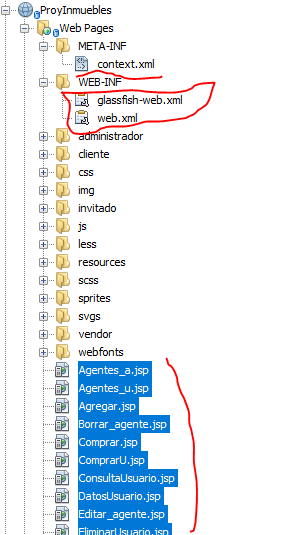 ProyInmuebles
Web Pages
META-INF
context.xml
WEB-INF
glassfish-web.xml
web.xml
administrador
cliente
css
img
invitado
js
less
resources
scss
sprites
svgs
vendor
webfonts
Agentes_a.jsp
Agentes_u.jsp
Agregar.jsp
Borrar_agente.jsp
Comprar.jsp
ComprarU.jsp
ConsultaUsuario.jsp
DatosUsuario.jsp
Editar_agente.jsp
EliminarUsuario.jsp